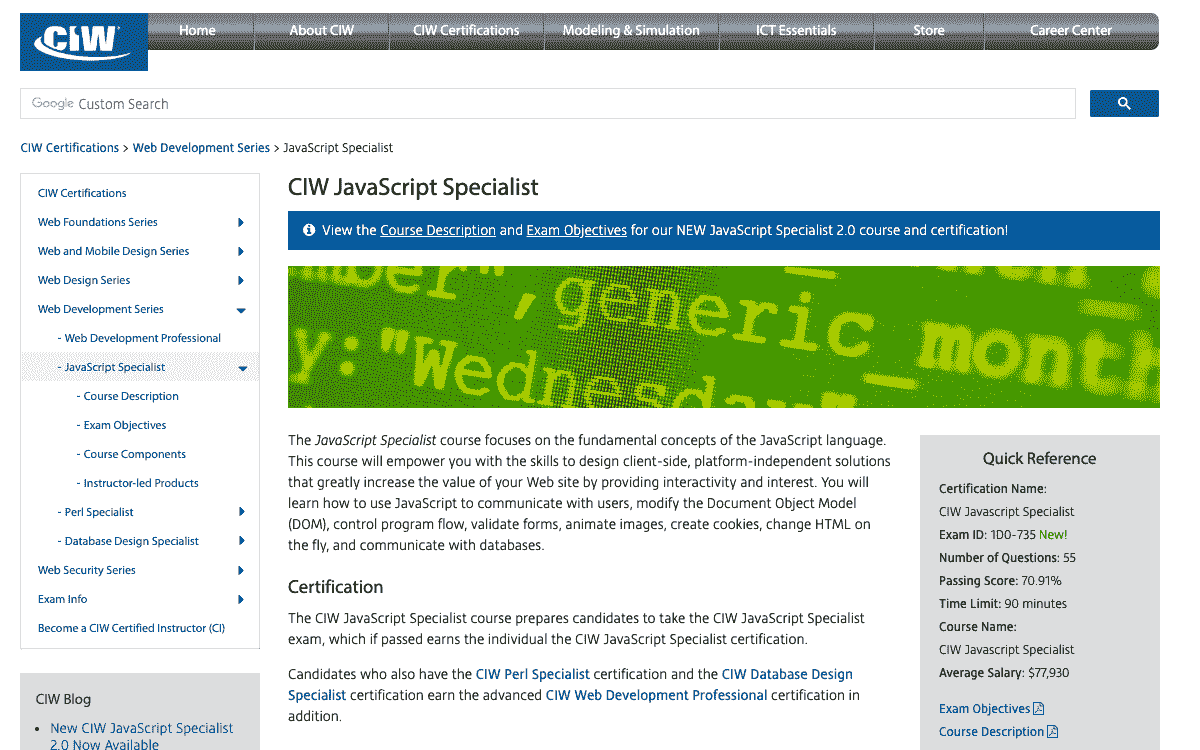 CIW
Home
About CIW
CIW Certifications
Modeling & Simulation
ICT Essentials
Store
Career Center
Google Custom Search
CIW Certifications > Web Development Series > JavaScript Specialist
CIW Certifications
Web Foundations Series
Web and Mobile Design Series
Web Design Series
Web Development Series
- Web Development Professional
- JavaScript Specialist
- Course Description
- Exam Objectives
- Course Components
- Instructor-led Products
- Perl Specialist
- Database Design Specialist
Web Security Series
Exam Info
Become a CIW Certified Instructor (CI)
CIW Blog
• New CIW JavaScript Specialist
2.0 Now Available
CIW JavaScript Specialist
View the Course Description and Exam Objectives for our NEW JavaScript Specialist 2.0 course and certification!
mber", generic_month
y:"Wednesday"
The JavaScript Specialist course focuses on the fundamental concepts of the JavaScript language.
This course will empower you with the skills to design client-side, platform-independent solutions
that greatly increase the value of your Web site by providing interactivity and interest. You will
learn how to use JavaScript to communicate with users, modify the Document Object Model
(DOM), control program flow, validate forms, animate images, create cookies, change HTML on
the fly, and communicate with databases.
Certification
The CIW JavaScript Specialist course prepares candidates to take the CIW JavaScript Specialist
exam, which if passed earns the individual the CIW JavaScript Specialist certification.
Candidates who also have the CIW Perl Specialist certification and the CIW Database Design
Specialist certification earn the advanced CIW Web Development Professional certification in
addition.
Quick Reference
Certification Name:
CIW Javascript Specialist
Exam ID: 1D0-735 New!
Number of Questions: 55
Passing Score: 70.91%
Time Limit: 90 minutes
Course Name:
CIW Javascript Specialist
Average Salary: $77,930
Exam Objectives
Course Description